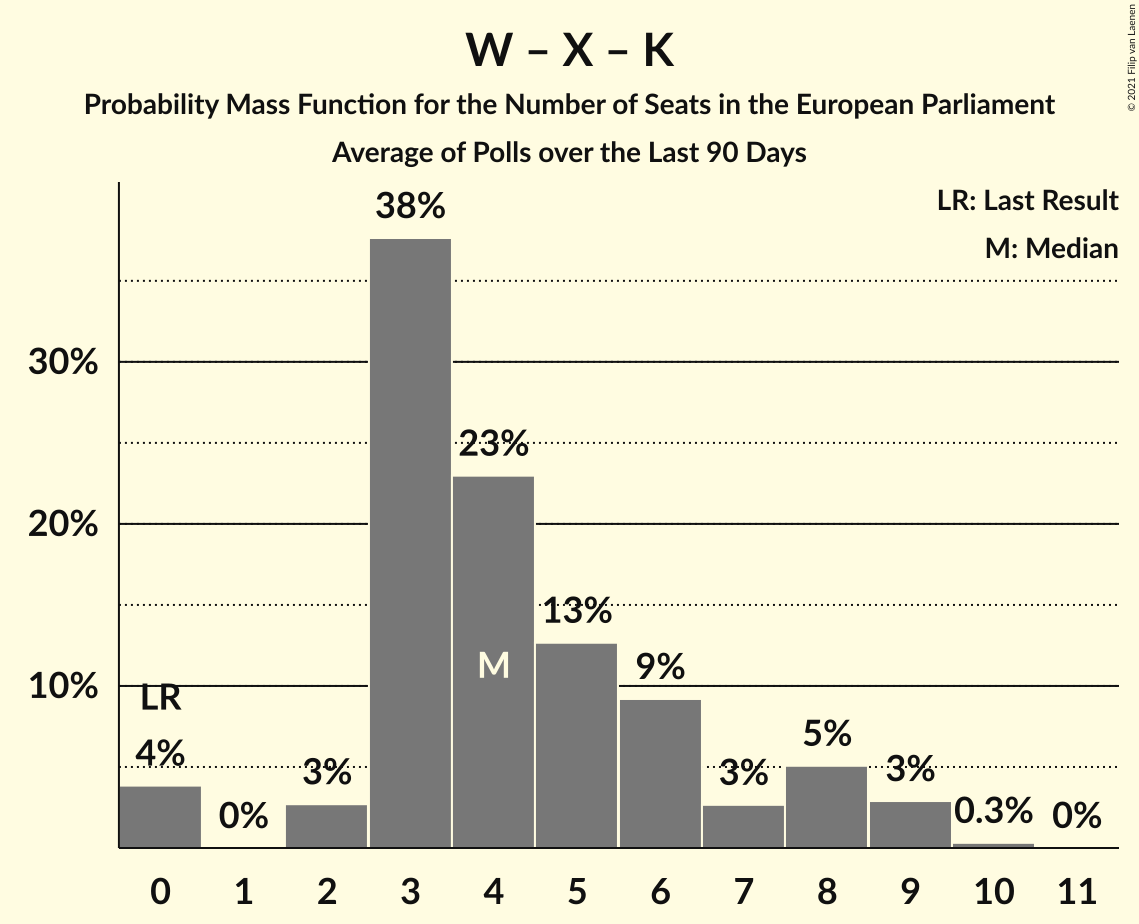 W – X – K
Probability Mass Function for the Number of Seats in the European Parliament
Average of Polls over the Last 90 Days
© 2021 Filip van Laenen
LR: Last Result
M: Median
38%
30%
23%
20%
13%
M
9%
10%
LR
4%
0%
3%
3%
5%
3%
0.3%
0%
0 1 2 3 4 5 6 7 8 9 10 11